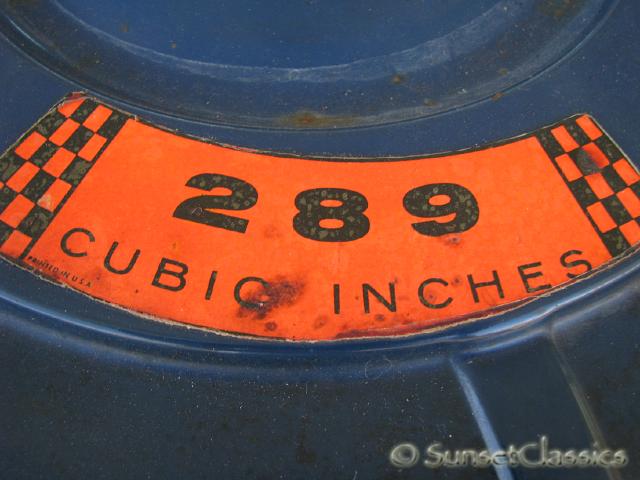 289
CUBIC INCHES
PRINTED IN U.S.A.
© SunsetClassics